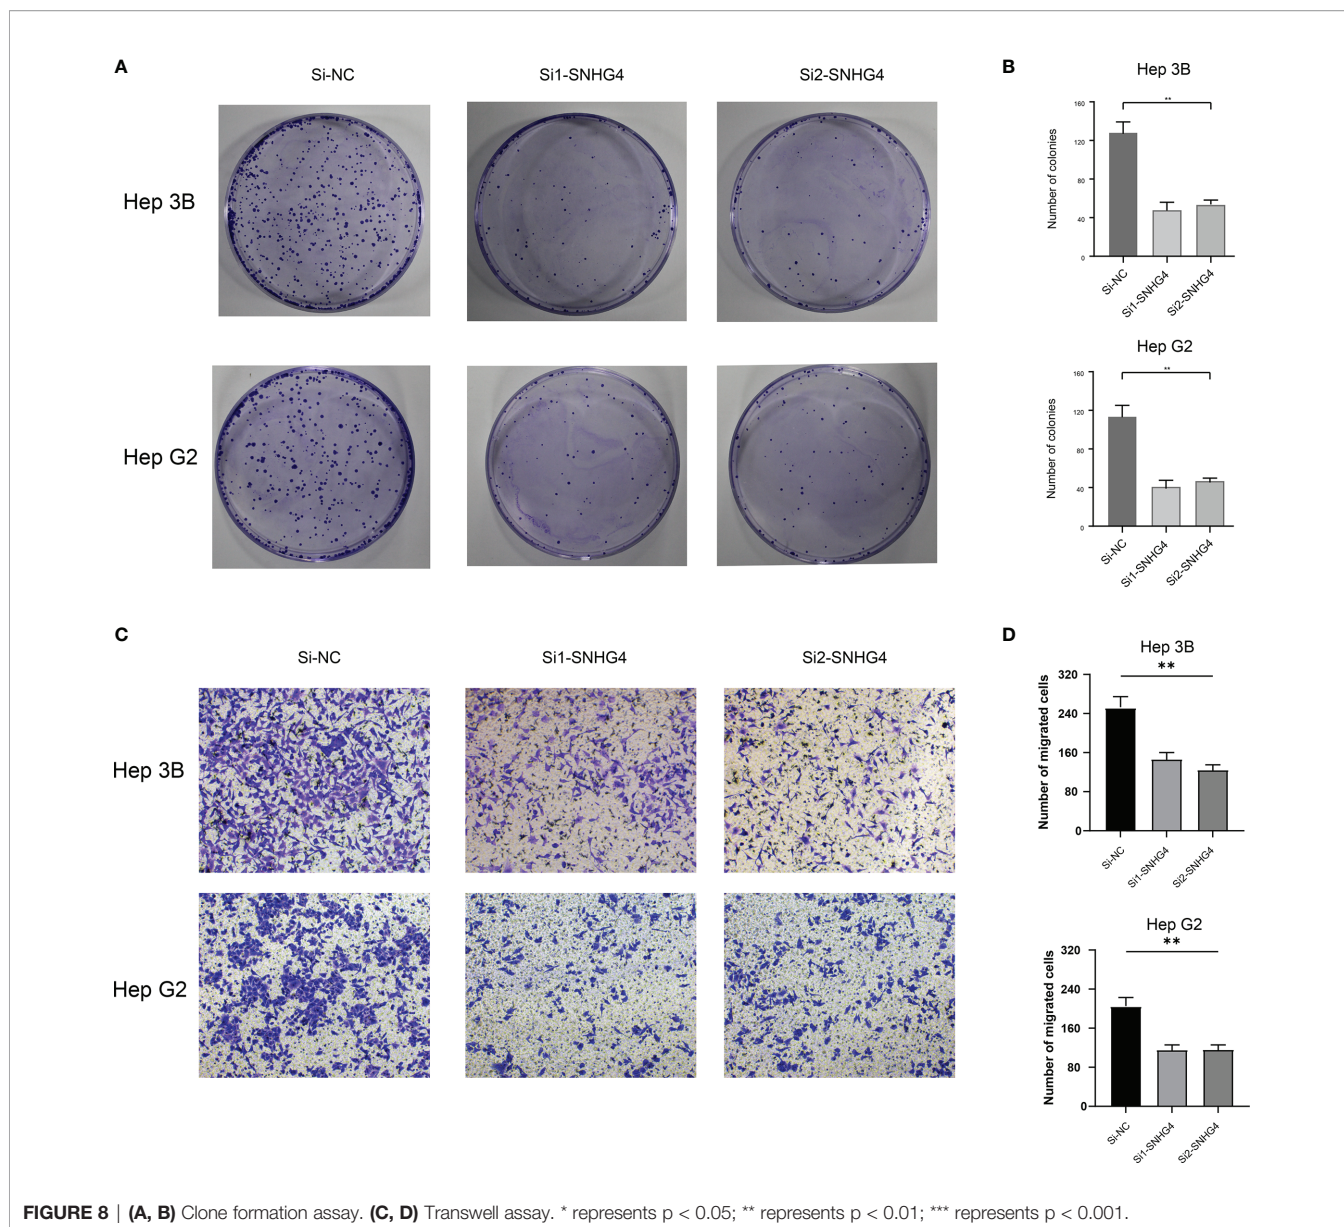 A
Si-NC
Si1-SNHG4
Si2-SNHG4
Hep 3B
Hep G2
B
Hep 3B
**
Number of colonies
160
120
80
40
0
Si-NC
Si1-SNHG4
Si2-SNHG4
Hep G2
**
Number of colonies
160
120
80
40
0
Si-NC
Si1-SNHG4
Si2-SNHG4
C
Si-NC
Si1-SNHG4
Si2-SNHG4
Hep 3B
Hep G2
D
Hep 3B
**
Number of migrated cells
320
240
160
80
0
Si-NC
Si1-SNHG4
Si2-SNHG4
Hep G2
**
Number of migrated cells
320
240
160
80
0
Si-NC
Si1-SNHG4
Si2-SNHG4
FIGURE 8 | (A, B) Clone formation assay. (C, D) Transwell assay. * represents p < 0.05; ** represents p < 0.01; *** represents p < 0.001.